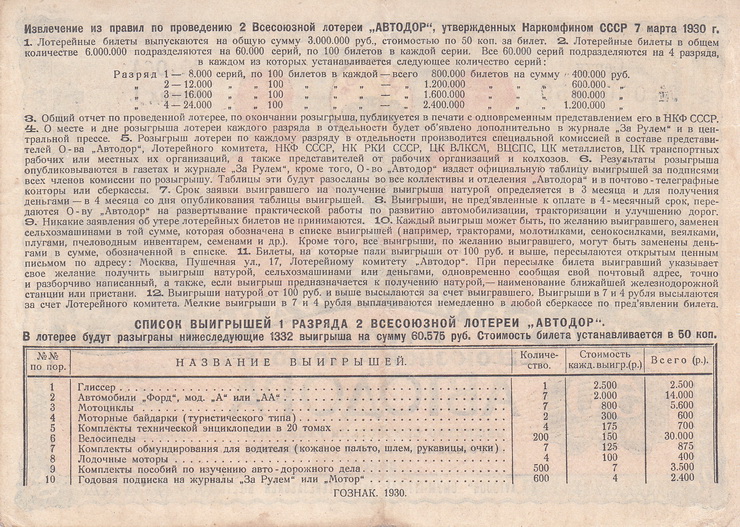 Извлечение из правил по проведению 2 Всесоюзной лотереи „АВТОДОР“, утвержденных Наркомфином СССР 7 марта 1930 г.
1. Лотерейные билеты выпускаются на общую сумму 3.000.000 руб., стоимостью по 50 коп. за билет. 2. Лотерейные билеты в общем
количестве 6.000.000 подразделяются на 60.000 серий, по 100 билетов в каждой серии. Все 60.000 серий подразделяются на 4 разряда,
в каждом из которых устанавливается следующее количество серий:
Разряд 1— 8.000 серий, по 100 билетов в каждой—всего 800.000 билетов на сумму 400.000 руб.
„ 2—12.000 „ „ 100 „ „ „ 1.200.000 „ „ 600.000 „
„ 3—16.000 „ „ 100 „ „ „ 1.600.000 „ „ 800.000 „
„ 4—24.000 „ „ 100 „ „ „ 2.400.000 „ „ 1.200.000 „
3. Общий отчет по проведенной лотерее, по окончании розыгрыша, публикуется в печати с одновременным представлением его в НКФ СССР.
4. О месте и дне розыгрыша лотереи каждого разряда в отдельности будет об'явлено дополнительно в журнале „За Рулем“ и в цен-
тральной прессе. 5. Розыгрыш лотереи по каждому разряду в отдельности производится специальной комиссией в составе представи-
телей О-ва „Автодор“, Лотерейного комитета, НКФ СССР, НК РКИ СССР, ЦК ВЛКСМ, ВЦСПС, ЦК металлистов, ЦК транспортных
рабочих или местных их организаций, а также представителей от рабочих организаций и колхозов. 6. Результаты розыгрыша
опубликовываются в газетах и журнале „За Рулем“, кроме того, О-во „Автодор“ издает официальную таблицу выигрышей за подписями
всех членов комиссии по розыгрышу. Таблицы эти будут разосланы во все коллективы и отделения „Автодора“ и в почтово-телеграфные
конторы или сберкассы. 7. Срок заявки выигравшего на получение выигрыша натурой определяется в 3 месяца и для получения
деньгами—в 4 месяца со дня опубликования таблицы выигрышей. 8. Выигрыши, не пред'явленные к оплате в 4-месячный срок, пере-
даются О-ву „Автодор“ на развертывание практической работы по развитию автомобилизации, тракторизации и улучшению дорог.
9. Никакие заявления об утере лотерейных билетов не принимаются. 10. Каждый выигрыш может быть, по желанию выигравшего, заменен
сельхозмашинами в той сумме, которая обозначена в списке выигрышей (например, тракторами, молотилками, сенокосилками, веялками,
плугами, пчеловодным инвентарем, семенами и др.). Кроме того, все выигрыши, по желанию выигравшего, могут быть заменены день-
гами в сумме, обозначенной в списке. 11. Билеты, на которые пали выигрыши от 100 руб. и выше, пересылаются открытым ценным
письмом по адресу: Москва, Пушечная ул., 17, Лотерейному комитету „Автодор“. При пересылке билета выигравший указывает
свое желание получить выигрыш натурой, сельхозмашинами или деньгами, одновременно сообщая свой почтовый адрес, точно
и разборчиво написанный, а также, если выигрыш предназначается к получению натурой,—наименование ближайшей железнодорожной
станции или пристани. 12. Выигрыши натурой от 100 руб. и выше высылаются за счет выигравшего. Выигрыши в 7 и 4 рубля высылаются
за счет Лотерейного Комитета. Мелкие выигрыши в 7 и 4 рубля выплачиваются немедленно в любой сберкассе по пред'явлении билета.
СПИСОК ВЫИГРЫШЕЙ 1 РАЗРЯДА 2 ВСЕСОЮЗНОЙ ЛОТЕРЕИ „АВТОДОР“.
В лотерее будут разыграны нижеследующие 1332 выигрыша на сумму 60.575 руб. Стоимость билета устанавливается в 50 коп.
№№ по пор. НАЗВАНИЕ ВЫИГРЫШЕЙ. Количе- ство. Стоимость кажд. выигр.(р.) Всего (р.).
1 Глиссер 1 2.500 2.500
2 Автомобили „Форд“, мод. „А“ или „АА“ 7 2.000 14.000
3 Мотоциклы 7 800 5.600
4 Моторные байдарки (туристического типа) 2 300 600
5 Комплекты технической энциклопедии в 20 томах 4 175 700
6 Велосипеды 200 150 30.000
7 Комплекты обмундирования для водителя (кожаное пальто, шлем, рукавицы, очки) 7 125 875
8 Лодочные моторы 4 100 400
9 Комплекты пособий по изучению авто-дорожного дела 500 7 3.500
10 Годовая подписка на журналы „За Рулем“ или „Мотор“ 600 4 2.400
ГОЗНАК. 1930.